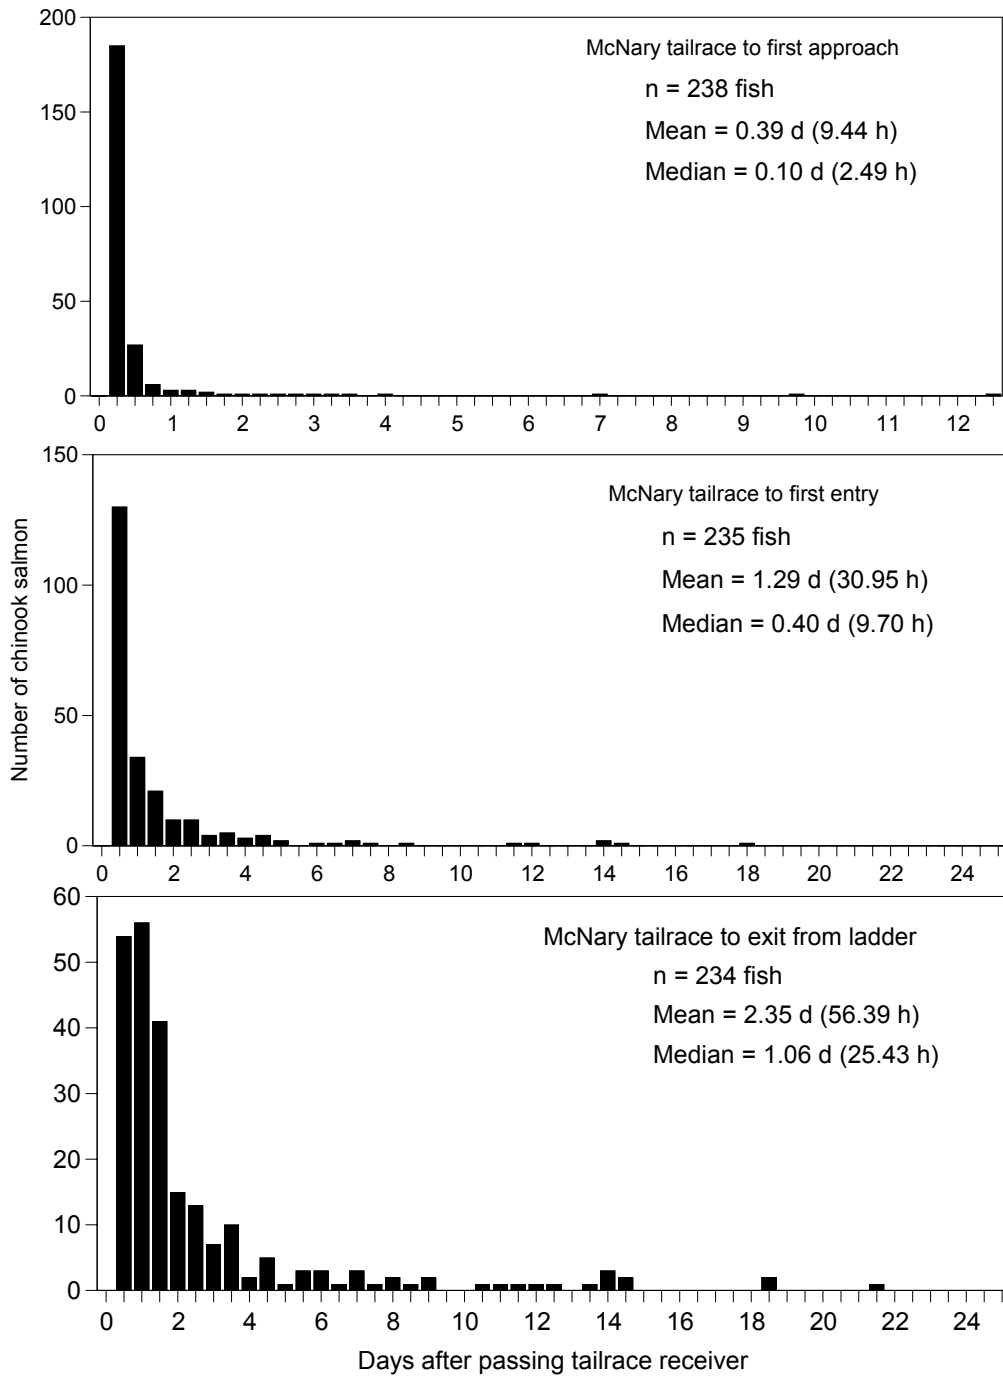 200
McNary tailrace to first approach
n = 238 fish
150
Mean = 0.39 d (9.44 h)
Median = 0.10 d (2.49 h)
100
50
0
0 1 2 3 4 5 6 7 8 9 10 11 12
150
McNary tailrace to first entry
n = 235 fish
100
Mean = 1.29 d (30.95 h)
Median = 0.40 d (9.70 h)
Number of chinook salmon
50
0
0 2 4 6 8 10 12 14 16 18 20 22 24
60
McNary tailrace to exit from ladder
n = 234 fish
50
Mean = 2.35 d (56.39 h)
Median = 1.06 d (25.43 h)
40
30
20
10
0
0 2 4 6 8 10 12 14 16 18 20 22 24
Days after passing tailrace receiver